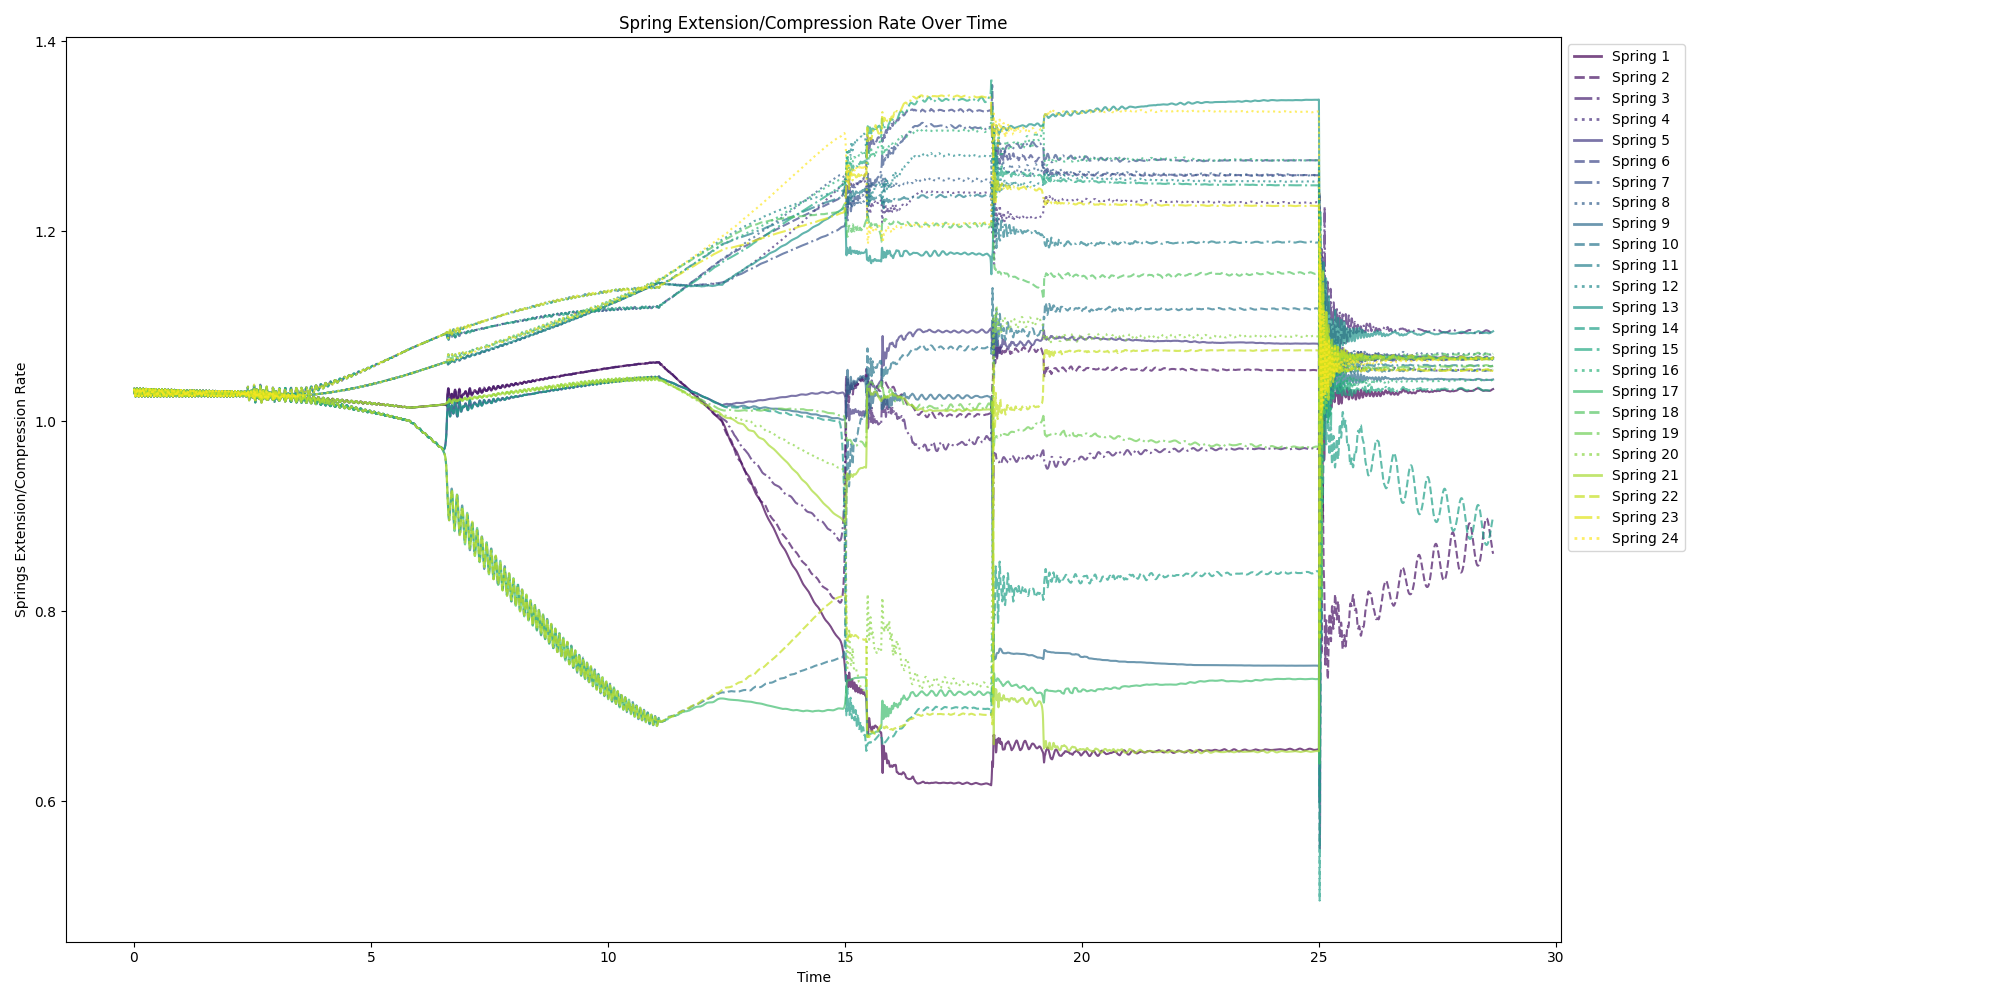 Spring Extension/Compression Rate Over Time
Springs Extension/Compression Rate
1.4
1.2
1.0
0.8
0.6
0
5
10
15
20
25
30
Time
Spring 1
Spring 2
Spring 3
Spring 4
Spring 5
Spring 6
Spring 7
Spring 8
Spring 9
Spring 10
Spring 11
Spring 12
Spring 13
Spring 14
Spring 15
Spring 16
Spring 17
Spring 18
Spring 19
Spring 20
Spring 21
Spring 22
Spring 23
Spring 24